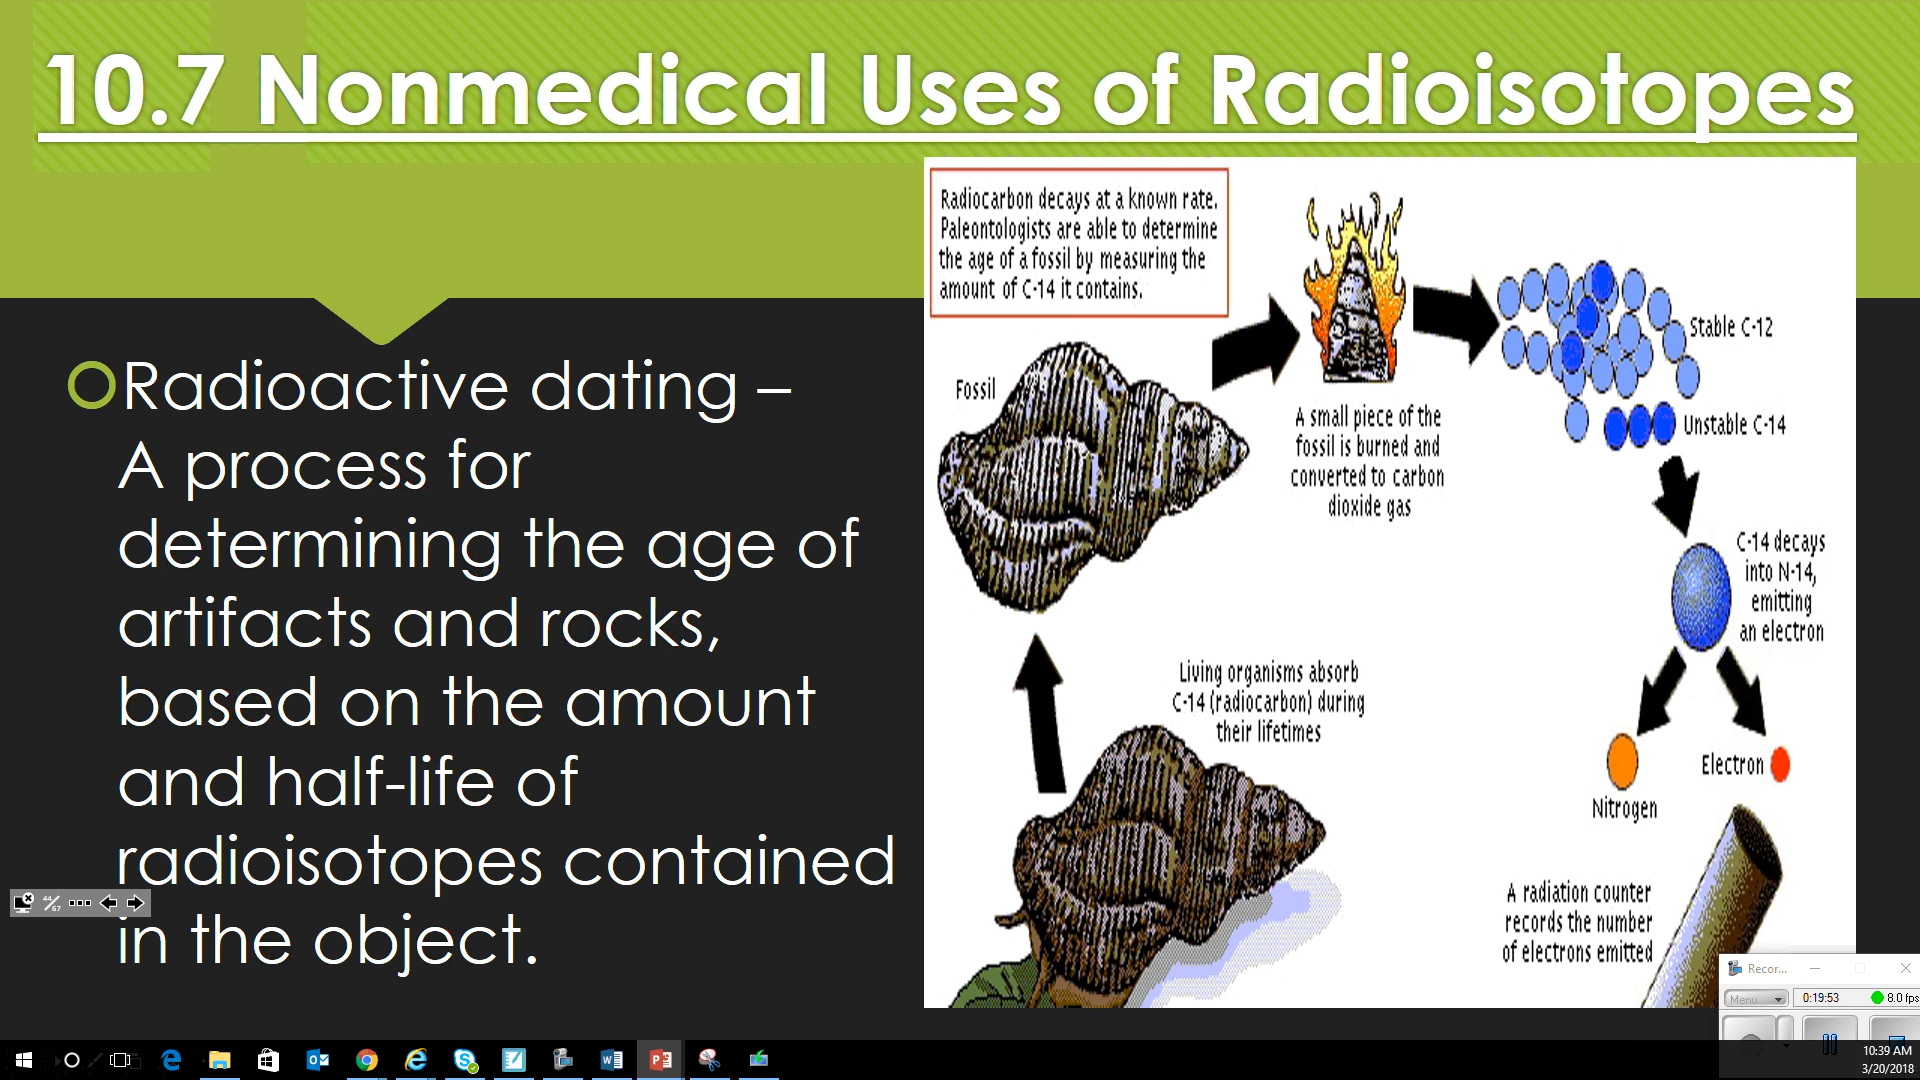 10.7 Nonmedical Uses of Radioisotopes
Radioactive dating –
A process for
determining the age of
artifacts and rocks,
based on the amount
and half-life of
radioisotopes contained
in the object.
Radiocarbon decays at a known rate.
Paleontologists are able to determine
the age of a fossil by measuring the
amount of C-14 it contains.
Fossil
A small piece of the
fossil is burned and
converted to carbon
dioxide gas
Stable C-12
Unstable C-14
C-14 decays
into N-14,
emitting
an electron
Living organisms absorb
C-14 (radiocarbon) during
their lifetimes
Nitrogen
Electron
A radiation counter
records the number
of electrons emitted
44/67
Recor...
Menu
0:19:53
8.0 fps
10:39 AM
3/20/2018